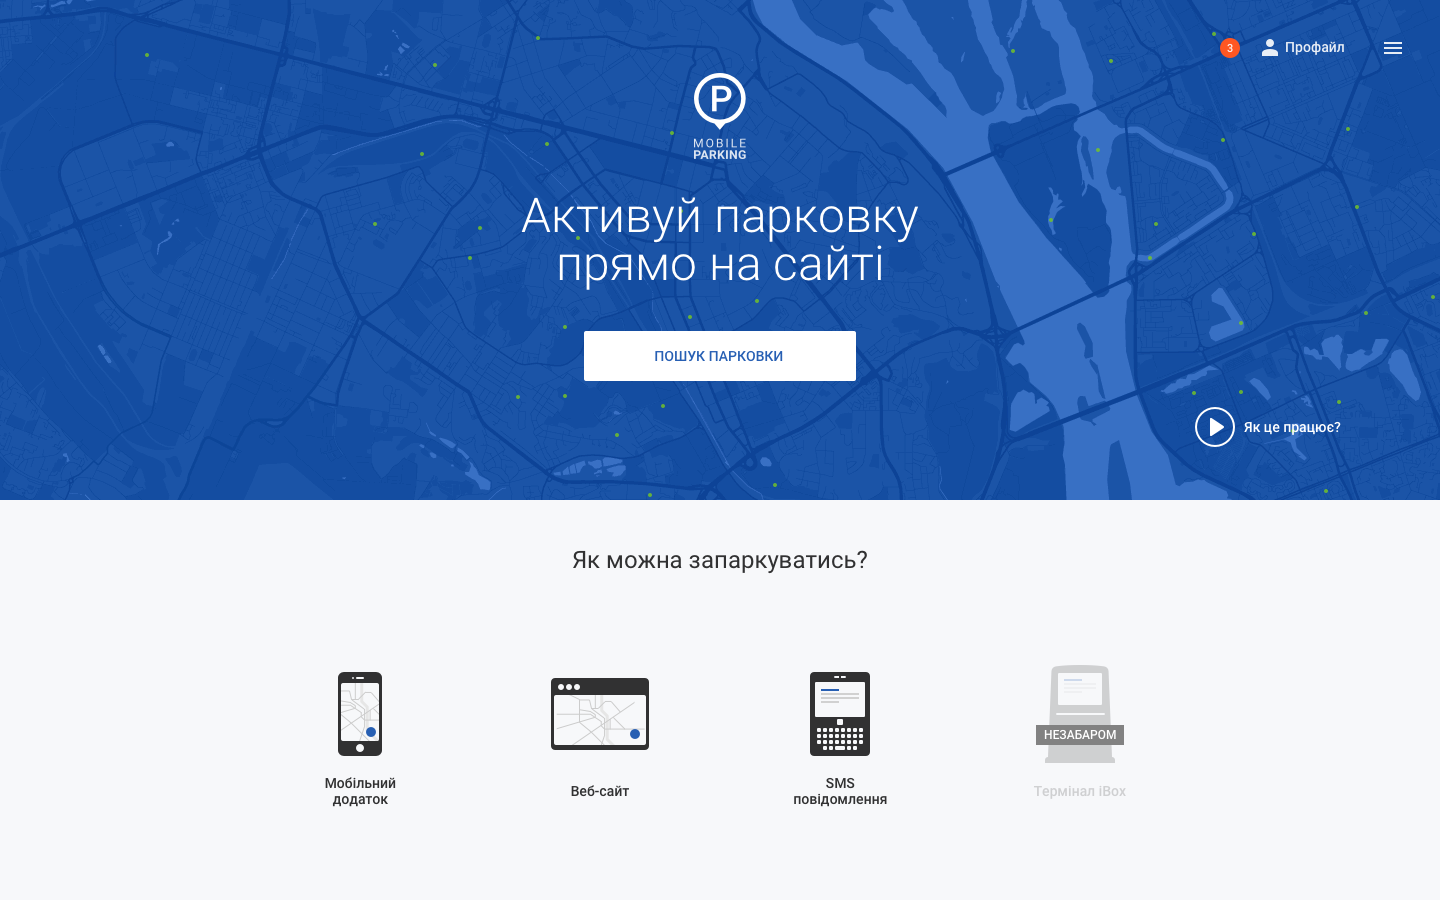 3
Профайл
P
MOBILE
PARKING
Активуй парковку
прямо на сайті
ПОШУК ПАРКОВКИ
Як це працює?
Як можна запаркуватись?
Мобільний
додаток
Веб-сайт
SMS
повідомлення
НЕЗАБАРОМ
Термінал iBox